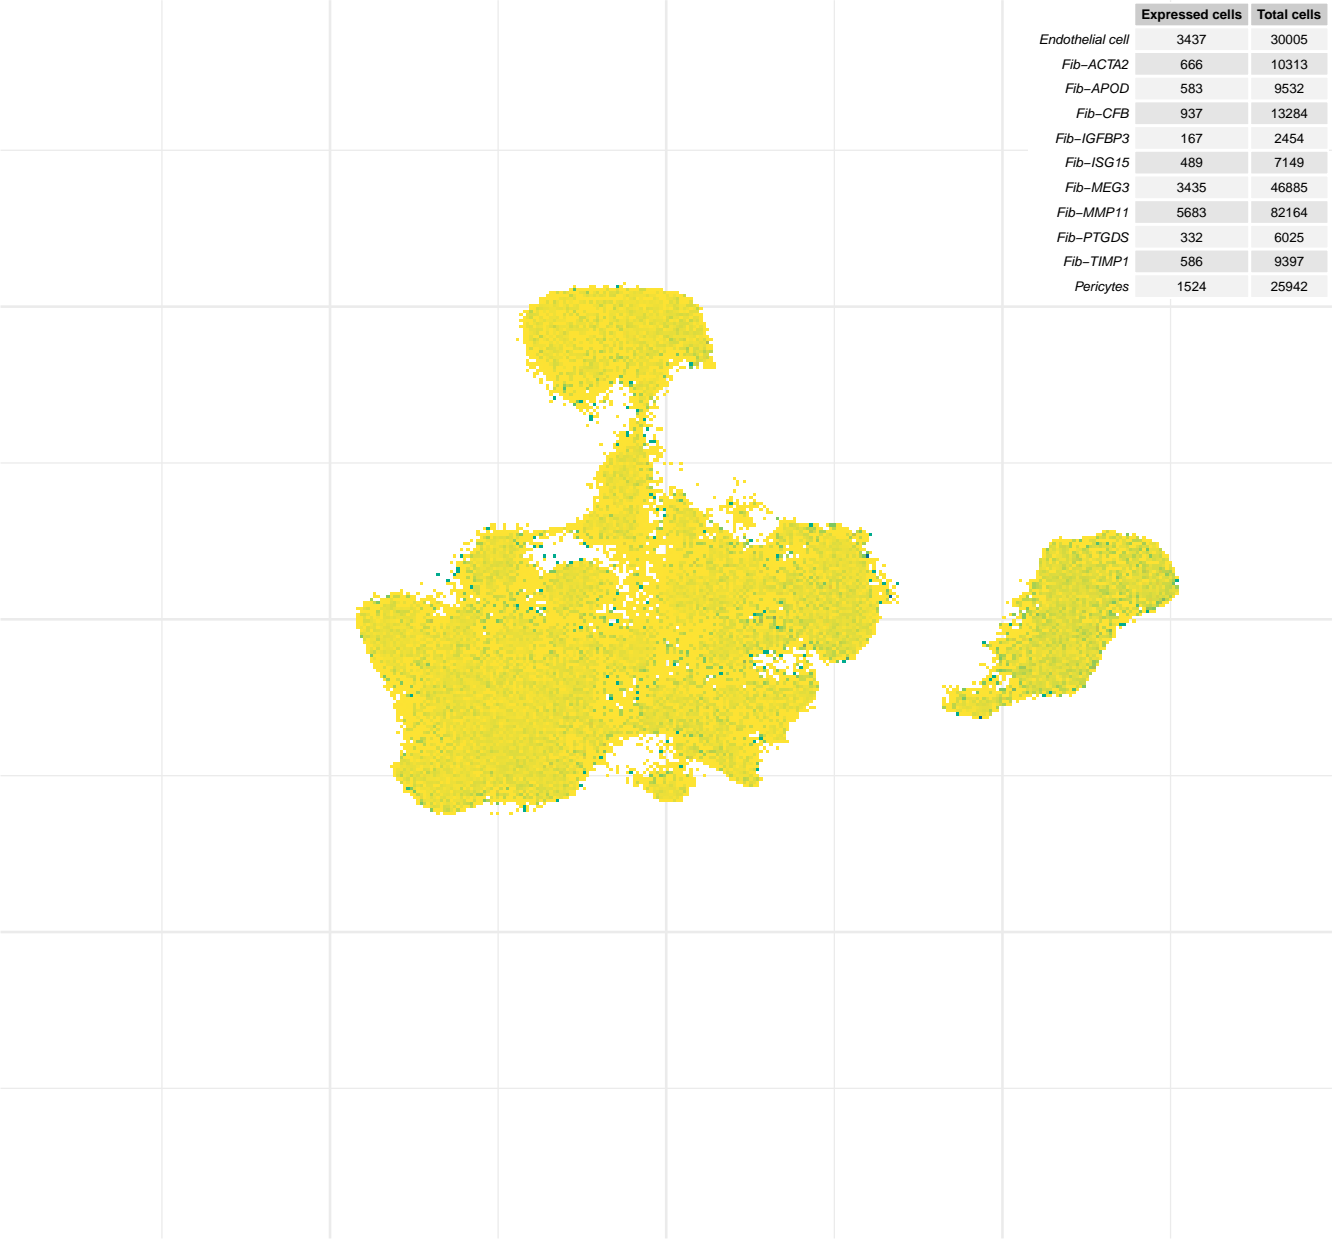 Expressed cells Total cells
Endothelial cell 3437 30005
Fib−ACTA2 666 10313
Fib−APOD 583 9532
Fib−CFB 937 13284
Fib−IGFBP3 167 2454
Fib−ISG15 489 7149
Fib−MEG3 3435 46885
Fib−MMP11 5683 82164
Fib−PTGDS 332 6025
Fib−TIMP1 586 9397
Pericytes 1524 25942